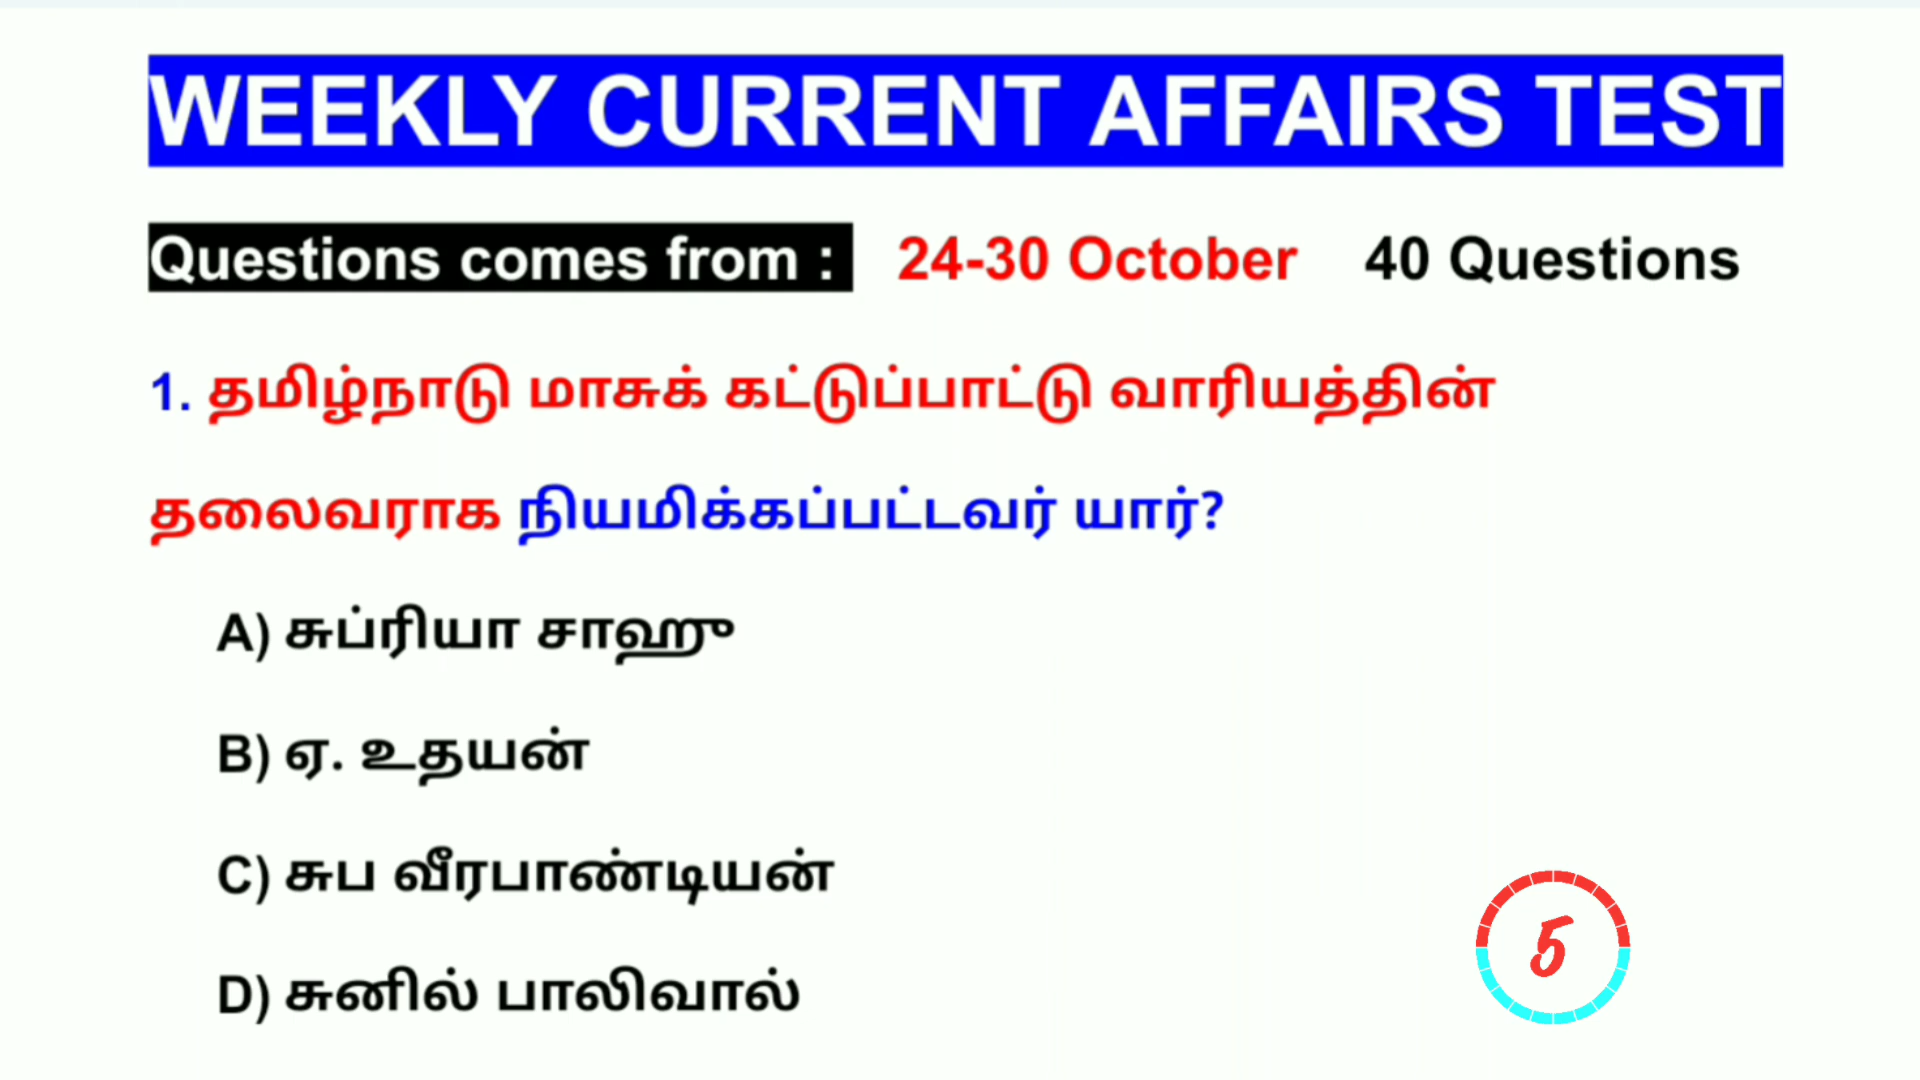 WEEKLY CURRENT AFFAIRS TEST
Questions comes from : 24-30 October 40 Questions
1. தமிழ்நாடு மாசுக் கட்டுப்பாட்டு வாரியத்தின்
தலைவராக நியமிக்கப்பட்டவர் யார்?
A) சுப்ரியா சாஹு
B) ஏ. உதயன்
C) சுப வீரபாண்டியன்
D) சுனில் பாலிவால்
5